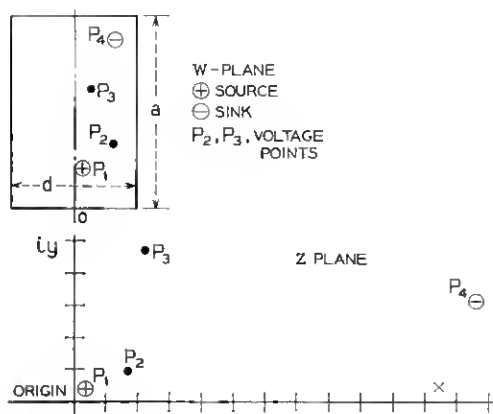 P4 ⊖
P3
P2
⊕ P1
d
a
o
W-PLANE
⊕ SOURCE
⊖ SINK
P2, P3, VOLTAGE
POINTS
iy
P3
Z PLANE
P4
P2
ORIGIN
P1
×